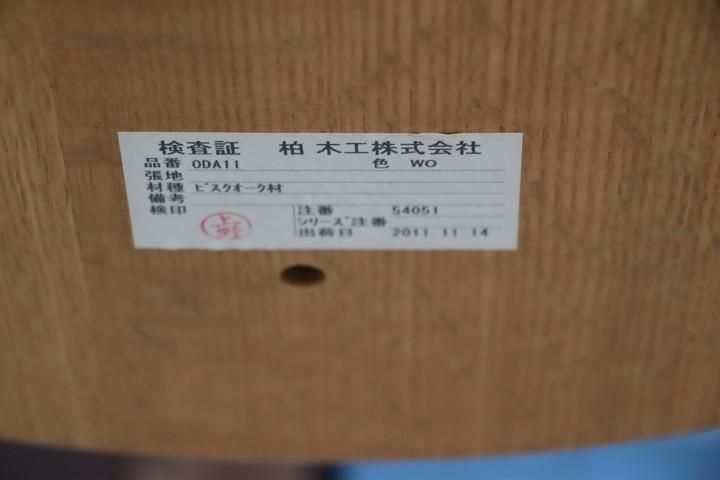 検査証 柏木工株式会社
品番 ODA11 色 WO
張地
材種 ビスクオーク材
備考
検印 上野 注番 54051
シリーズ注番
出荷日 2011.11.14